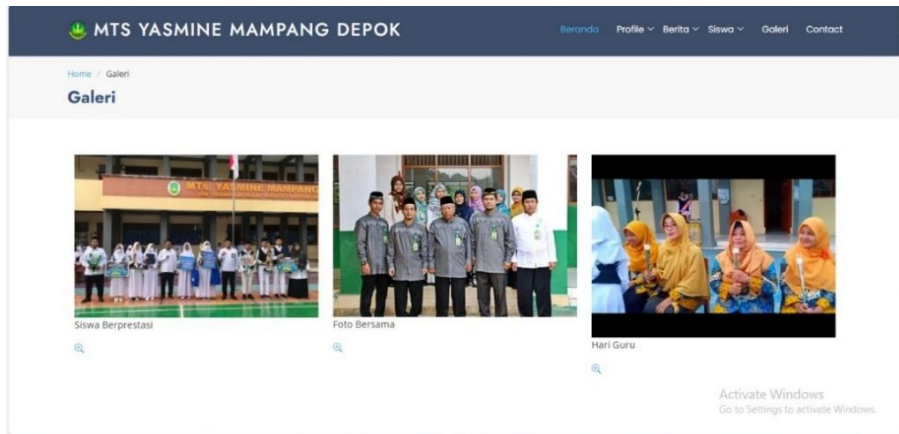 MTS YASMINE MAMPANG DEPOK
Beranda Profile Berita Siswa Galeri Contact
Home / Galeri
Galeri
MTs. YASMINE MAMPANG
Siswa Berprestasi
Foto Bersama
Hari Guru
Activate Windows
Go to Settings to activate Windows.